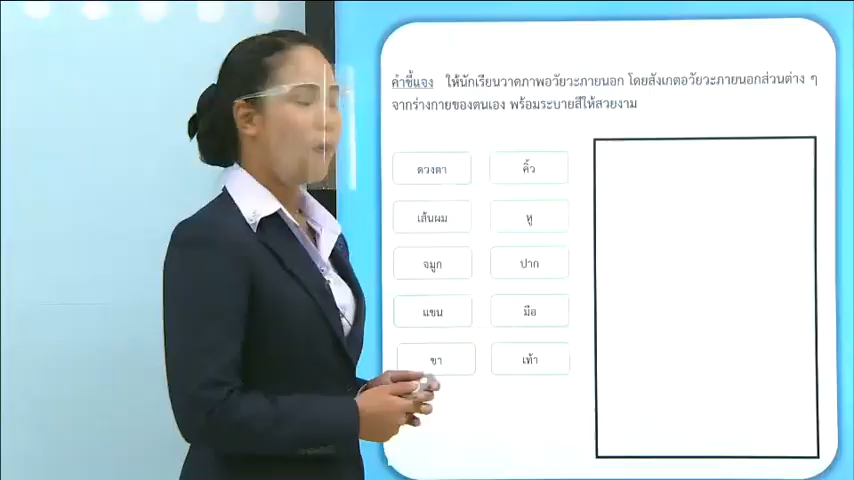 คำชี้แจง ให้นักเรียนวาดภาพอวัยวะภายนอก โดยสังเกตอวัยวะภายนอกส่วนต่าง ๆ
จากร่างกายของตนเอง พร้อมระบายสีให้สวยงาม
ดวงตา คิ้ว
เส้นผม หู
จมูก ปาก
แขน มือ
ขา เท้า